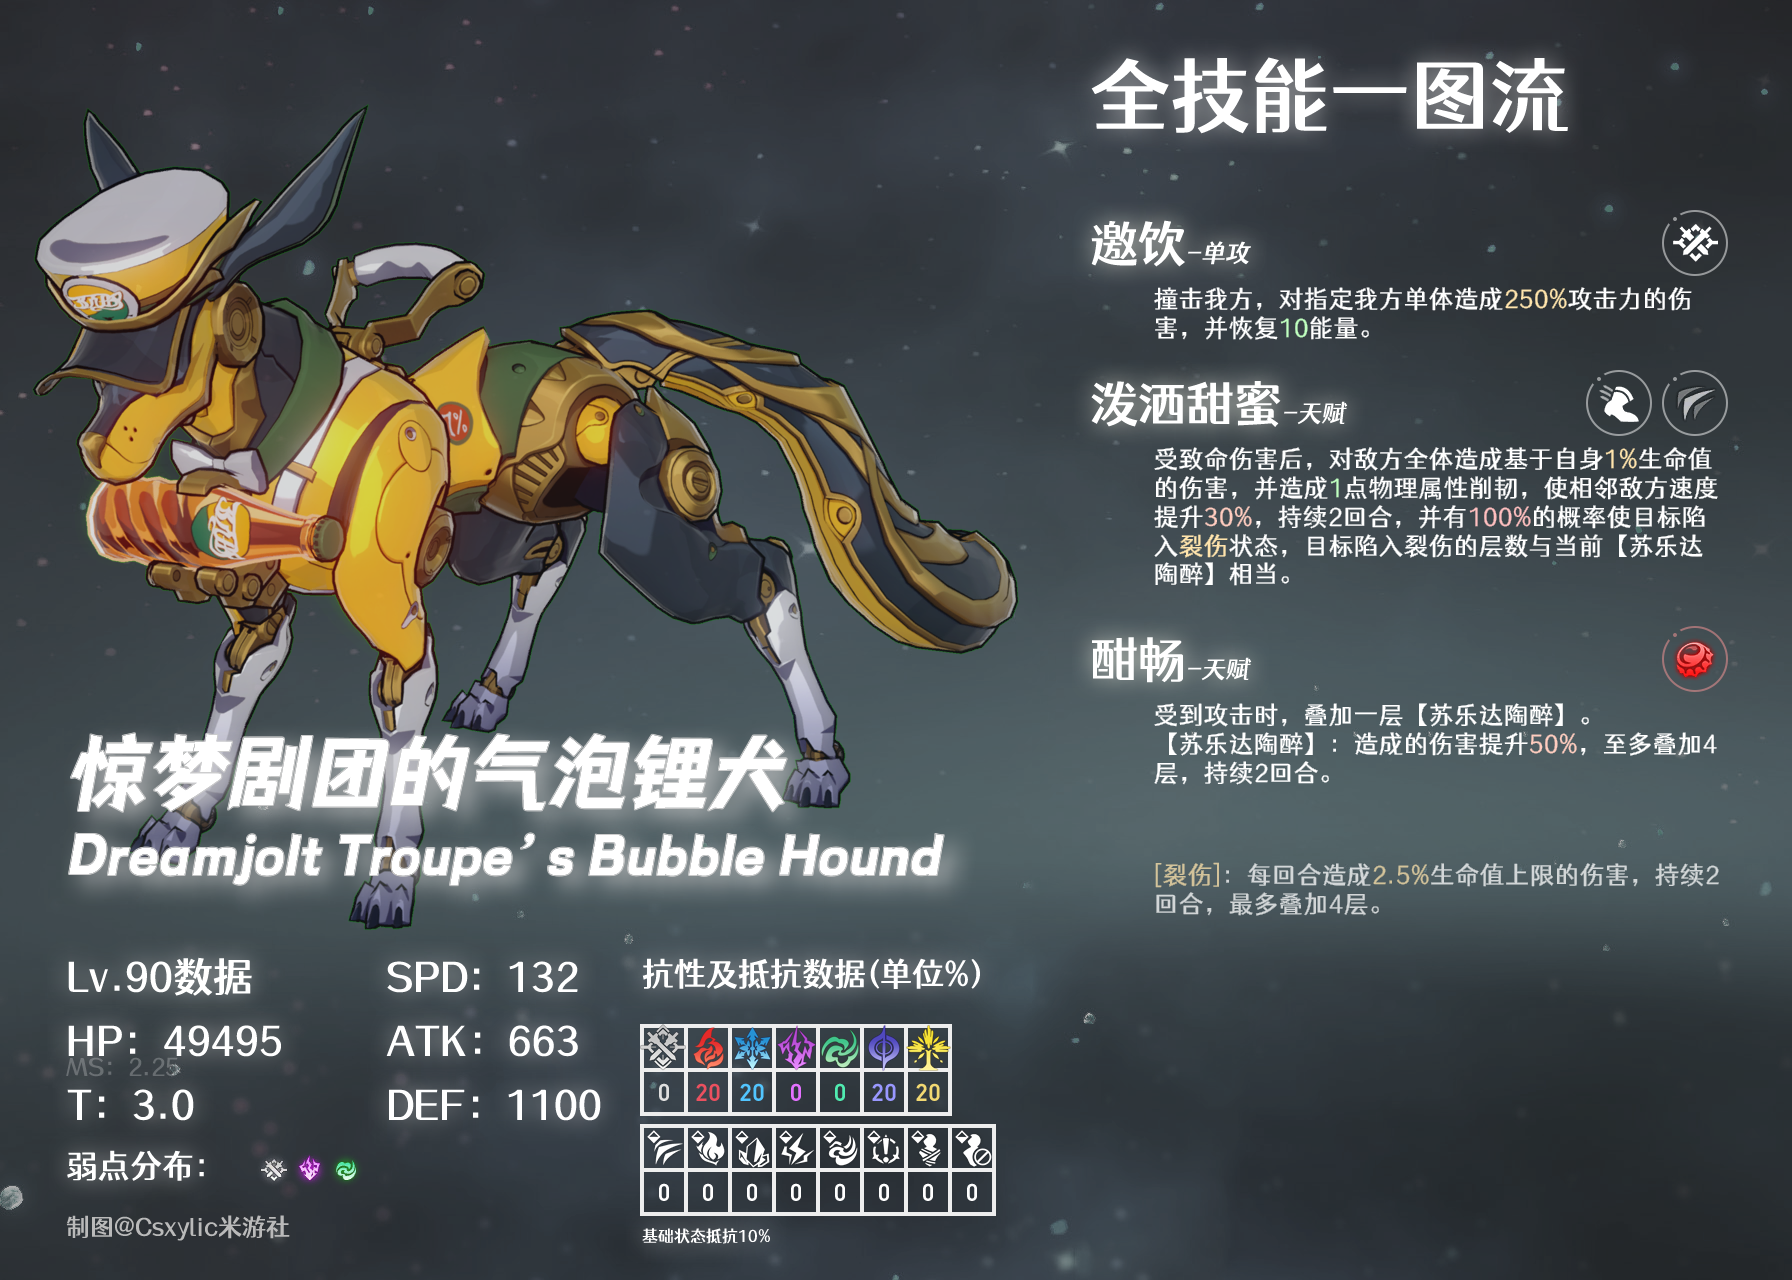 全技能一图流
邀饮-单攻
撞击我方，对指定我方单体造成250%攻击力的伤
害，并恢复10能量。
泼洒甜蜜-天赋
受致命伤害后，对敌方全体造成基于自身1%生命值
的伤害，并造成1点物理属性削韧，使相邻敌方速度
提升30%，持续2回合，并有100%的概率使目标陷
入裂伤状态，目标陷入裂伤的层数与当前【苏乐达
陶醉】相当。
酣畅-天赋
受到攻击时，叠加一层【苏乐达陶醉】。
【苏乐达陶醉】：造成的伤害提升50%，至多叠加4
层，持续2回合。
[裂伤]：每回合造成2.5%生命值上限的伤害，持续2
回合，最多叠加4层。
1%
惊梦剧团的气泡锂犬
Dreamjolt Troupe’s Bubble Hound
Lv.90数据
SPD：132
HP：49495
ATK：663
MS：2.25
T：3.0
DEF：1100
弱点分布：
制图@Csxylic米游社
抗性及抵抗数据(单位%)
0 20 20 0 0 20 20
0 0 0 0 0 0 0 0
基础状态抵抗10%